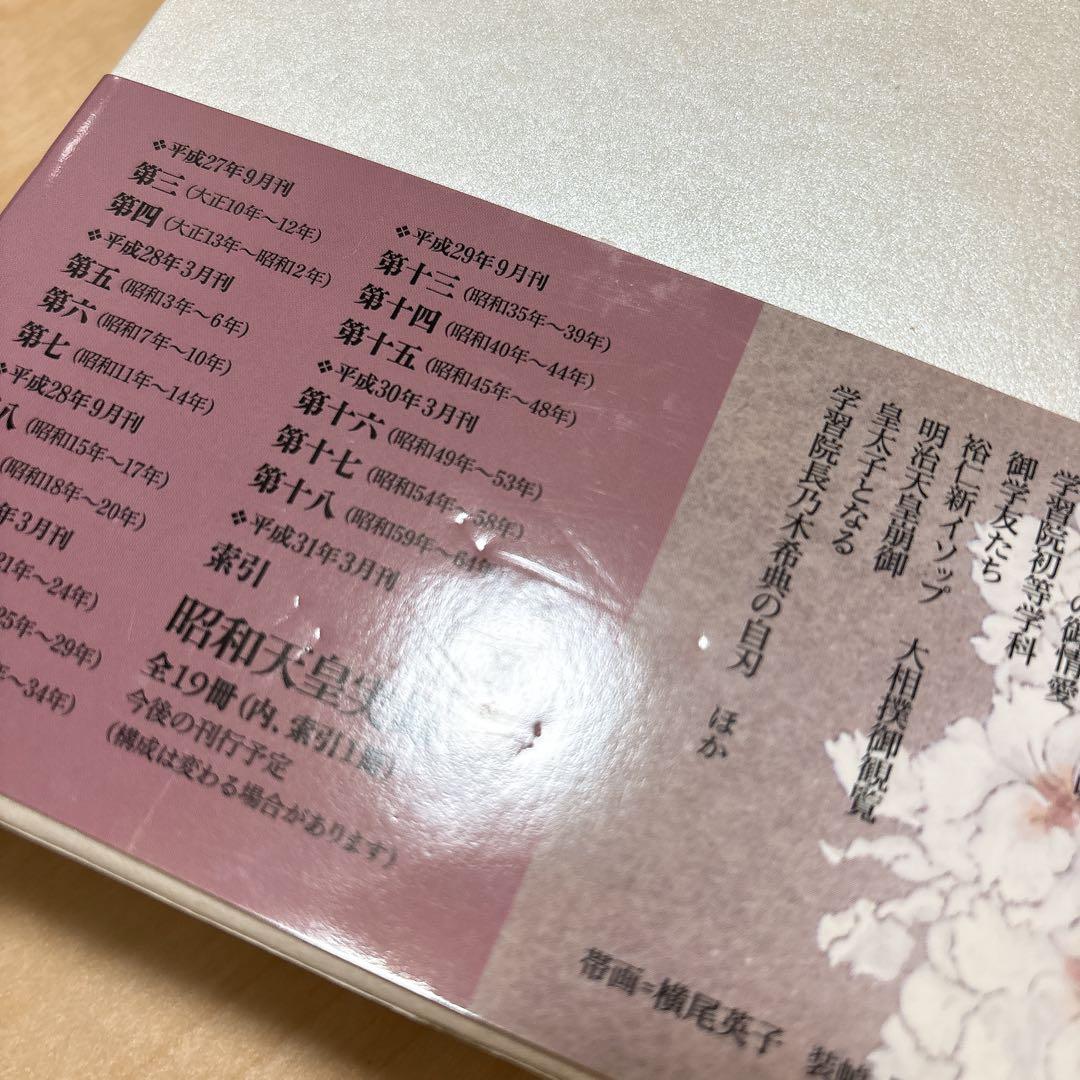 ❖平成27年9月刊
第三（大正10年～12年）
第四（大正13年～昭和2年）
❖平成28年3月刊
第五（昭和3年～6年）
第六（昭和7年～10年）
第七（昭和11年～14年）
❖平成28年9月刊
八（昭和15年～17年）
（昭和18年～20年）
年3月刊
21年～24年）
25年～29年）
年～34年）
❖平成29年9月刊
第十三（昭和35年～39年）
第十四（昭和40年～44年）
第十五（昭和45年～48年）
❖平成30年3月刊
第十六（昭和49年～53年）
第十七（昭和54年～58年）
第十八（昭和59年～64年）
❖平成31年3月刊
索引
昭和天皇実
全19冊（内、索引1冊）
今後の刊行予定
（構成は変わる場合があります）
の御情愛、
学習院初等学科
御学友たち
裕仁新イソップ　大相撲御観覧
明治天皇崩御
皇太子となる
学習院長乃木希典の自刃　ほか
帯画=横尾英子
装